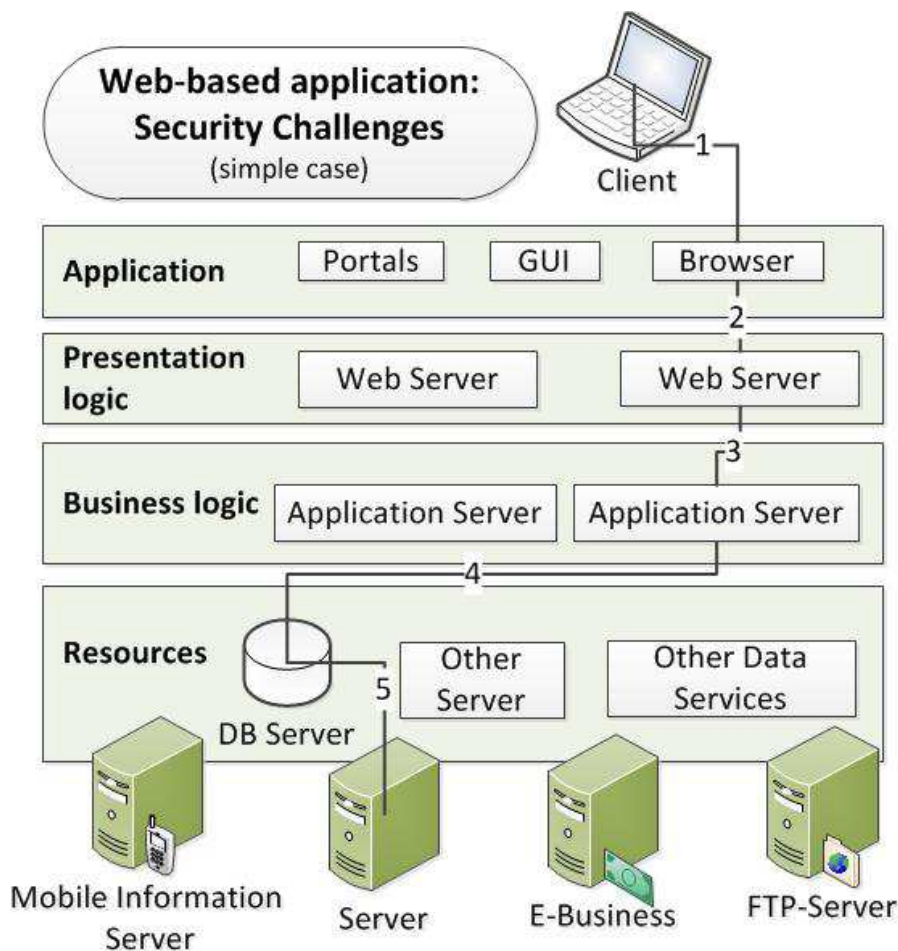 Web-based application:
Security Challenges
(simple case)
1
Client
Application
Portals
GUI
Browser
2
Presentation
logic
Web Server
Web Server
3
Business logic
Application Server
Application Server
4
Resources
DB Server
5
Other
Server
Other Data
Services
Mobile Information
Server
Server
E-Business
FTP-Server